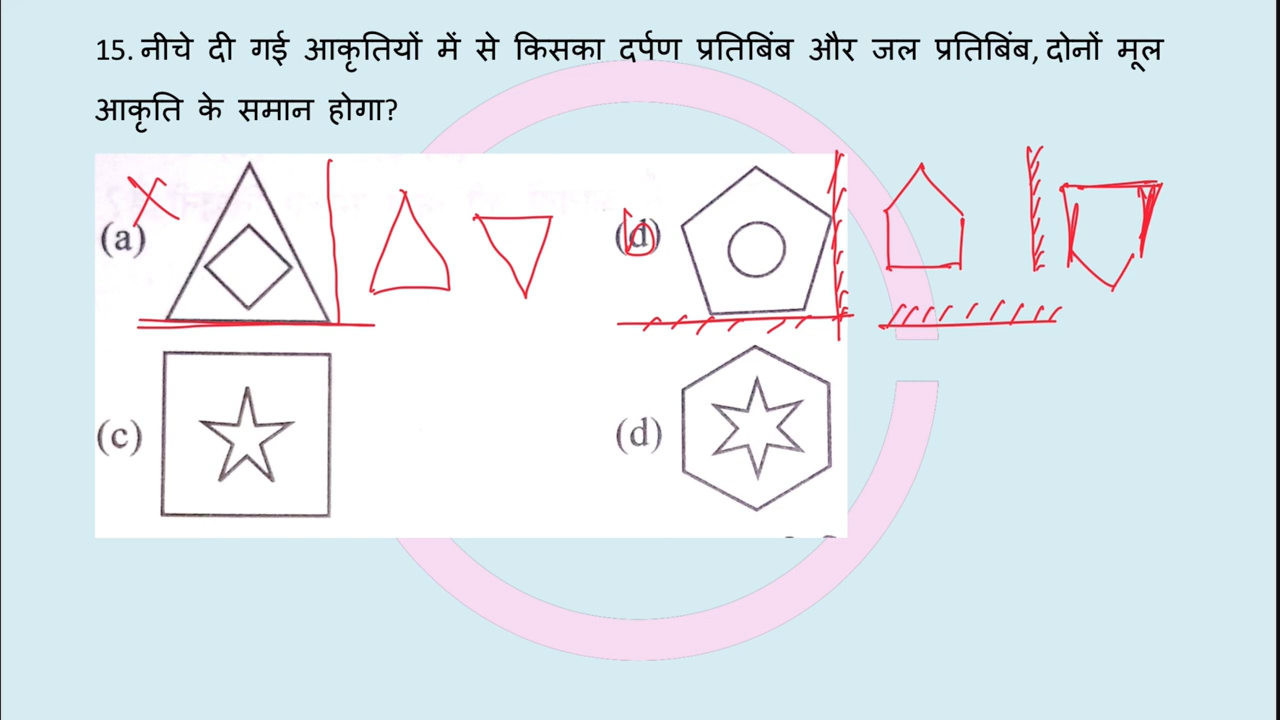 15. नीचे दी गई आकृतियों में से किसका दर्पण प्रतिबिंब और जल प्रतिबिंब, दोनों मूल
आकृति के समान होगा?
(a)
(d) b
(c)
(d)